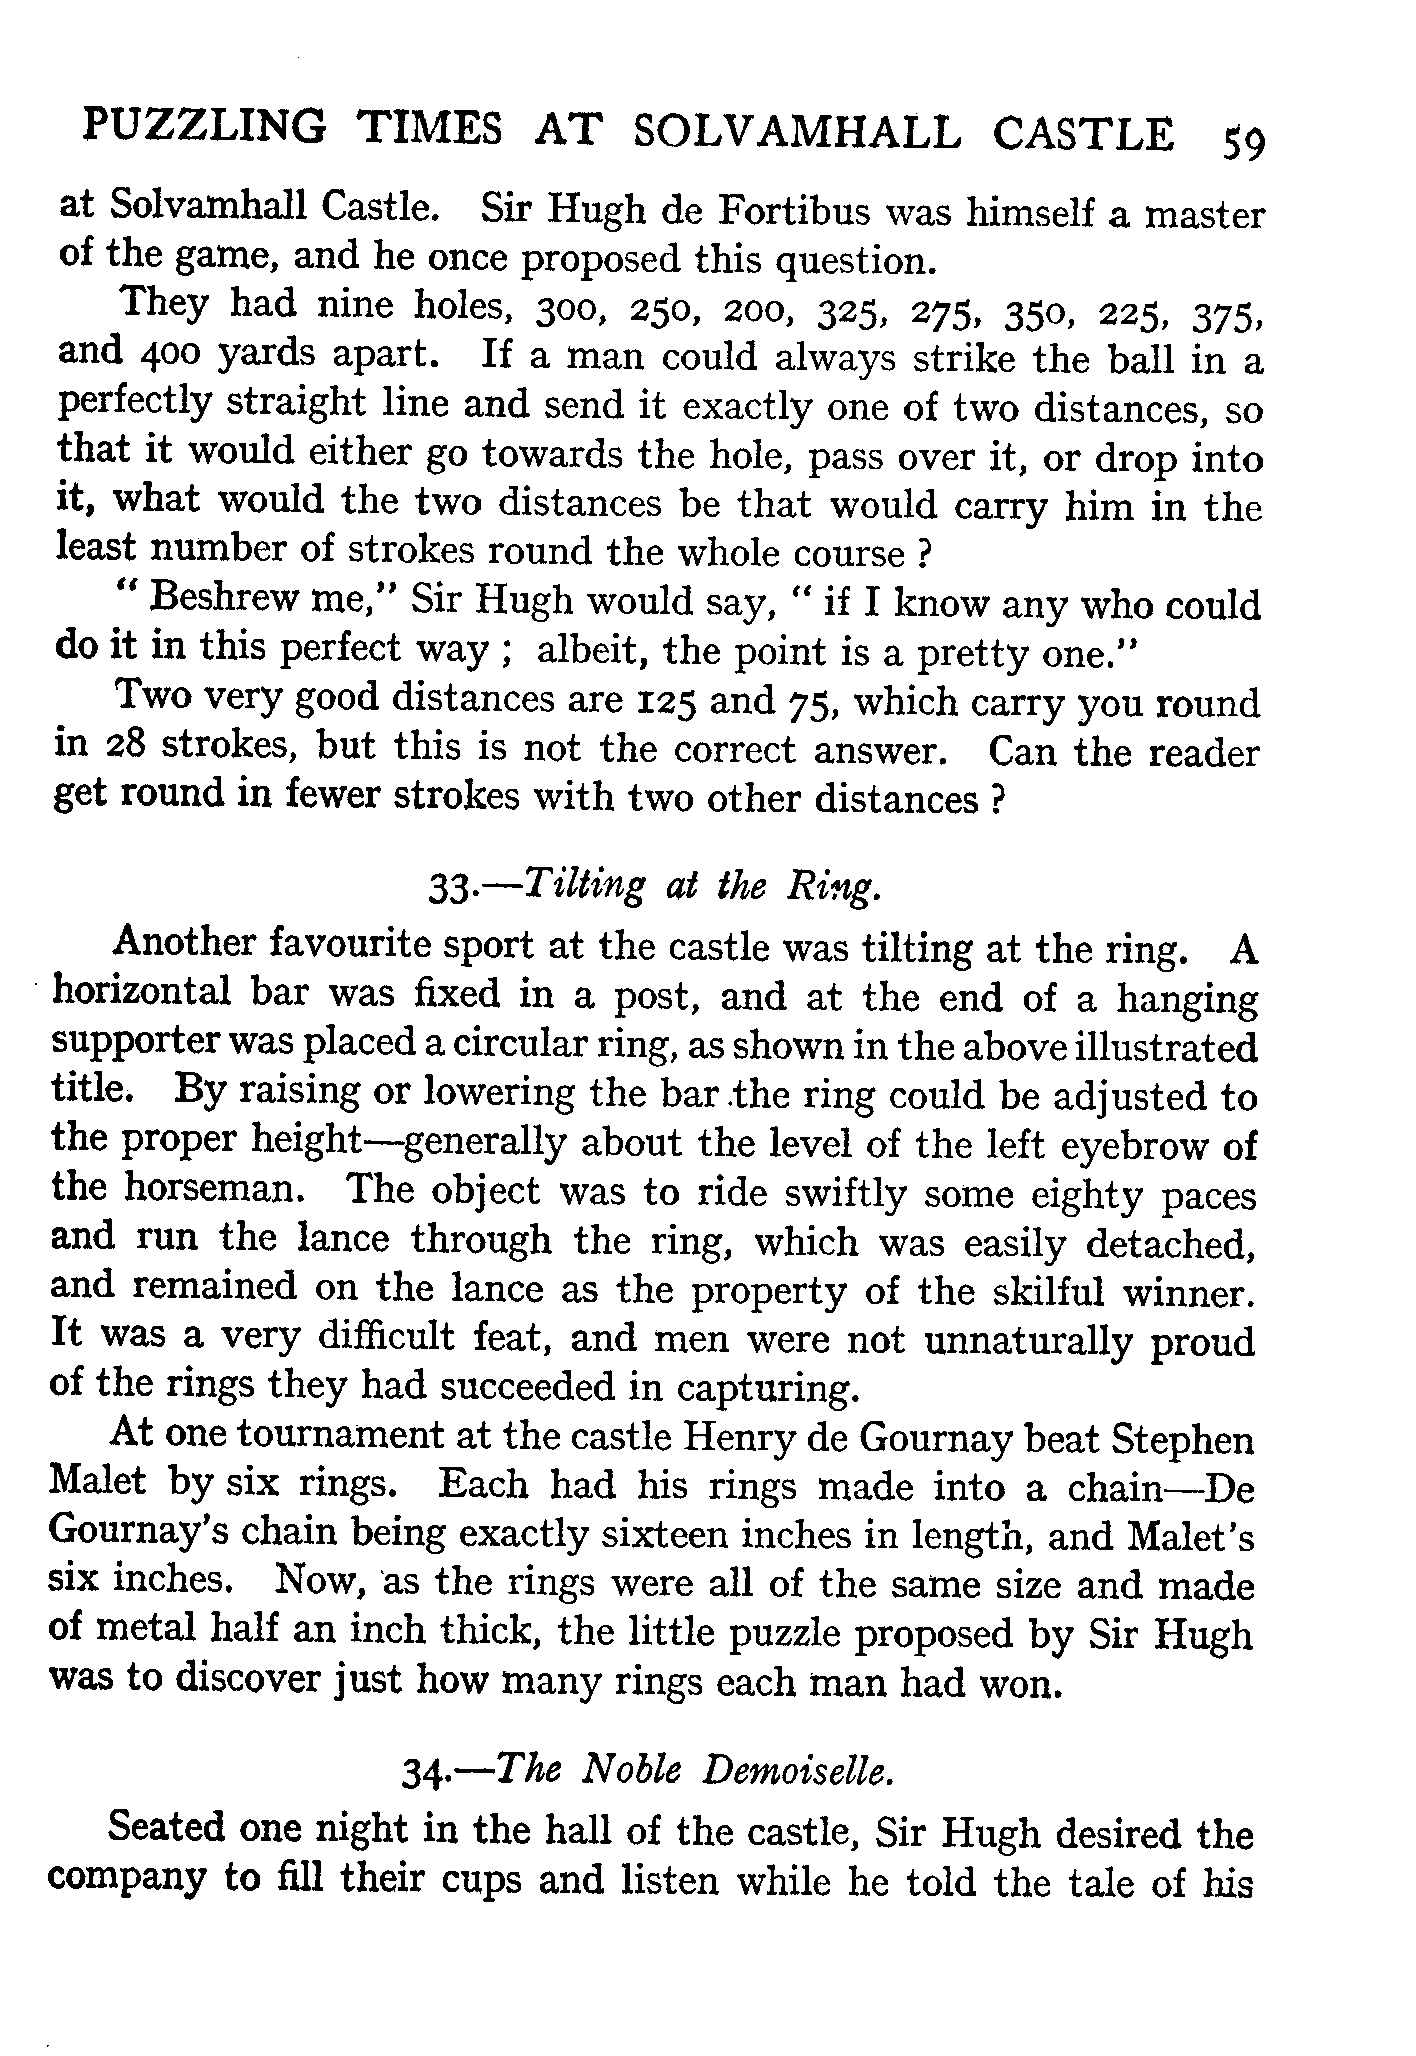 PUZZLING TIMES AT SOLVAMHALL CASTLE 59
at Solvamhall Castle. Sir Hugh de Fortibus was himself a master
of the game, and he once proposed this question.
They had nine holes, 300, 250, 200, 325, 275, 350, 225, 375,
and 400 yards apart. If a man could always strike the ball in a
perfectly straight line and send it exactly one of two distances, so
that it would either go towards the hole, pass over it, or drop into
it, what would the two distances be that would carry him in the
least number of strokes round the whole course ?
“ Beshrew me,” Sir Hugh would say, “ if I know any who could
do it in this perfect way ; albeit, the point is a pretty one.”
Two very good distances are 125 and 75, which carry you round
in 28 strokes, but this is not the correct answer. Can the reader
get round in fewer strokes with two other distances ?
33.—Tilting at the Ring.
Another favourite sport at the castle was tilting at the ring. A
horizontal bar was fixed in a post, and at the end of a hanging
supporter was placed a circular ring, as shown in the above illustrated
title. By raising or lowering the bar the ring could be adjusted to
the proper height—generally about the level of the left eyebrow of
the horseman. The object was to ride swiftly some eighty paces
and run the lance through the ring, which was easily detached,
and remained on the lance as the property of the skilful winner.
It was a very difficult feat, and men were not unnaturally proud
of the rings they had succeeded in capturing.
At one tournament at the castle Henry de Gournay beat Stephen
Malet by six rings. Each had his rings made into a chain—De
Gournay's chain being exactly sixteen inches in length, and Malet's
six inches. Now, as the rings were all of the same size and made
of metal half an inch thick, the little puzzle proposed by Sir Hugh
was to discover just how many rings each man had won.
34.—The Noble Demoiselle.
Seated one night in the hall of the castle, Sir Hugh desired the
company to fill their cups and listen while he told the tale of his